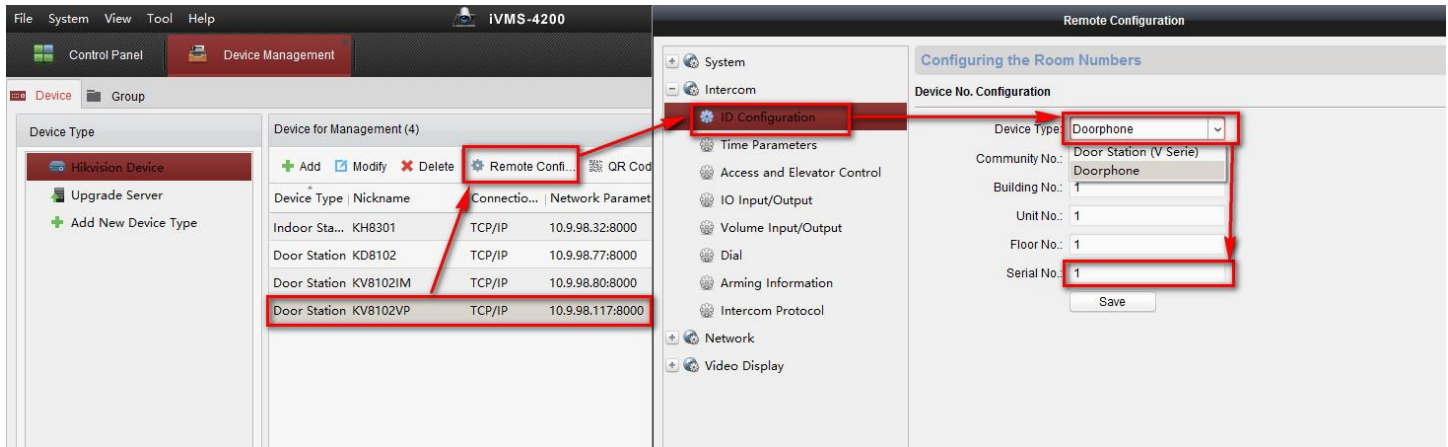 File System View Tool Help
iVMS-4200
Control Panel
Device Management
Device
Group
Device Type
Hikvision Device
Upgrade Server
Add New Device Type
Device for Management (4)
Add Modify Delete Remote Confi... QR Cod
Device Type Nickname Connectio... Network Paramet
Indoor Sta... KH8301 TCP/IP 10.9.98.32:8000
Door Station KD8102 TCP/IP 10.9.98.77:8000
Door Station KV8102IM TCP/IP 10.9.98.80:8000
Door Station KV8102VP TCP/IP 10.9.98.117:8000
Remote Configuration
System
Intercom
ID Configuration
Time Parameters
Access and Elevator Control
IO Input/Output
Volume Input/Output
Dial
Arming Information
Intercom Protocol
Network
Video Display
Configuring the Room Numbers
Device No. Configuration
Device Type: Doorphone
Door Station (V Serie)
Doorphone
Community No.:
Building No.: 1
Unit No.: 1
Floor No.: 1
Serial No.: 1
Save